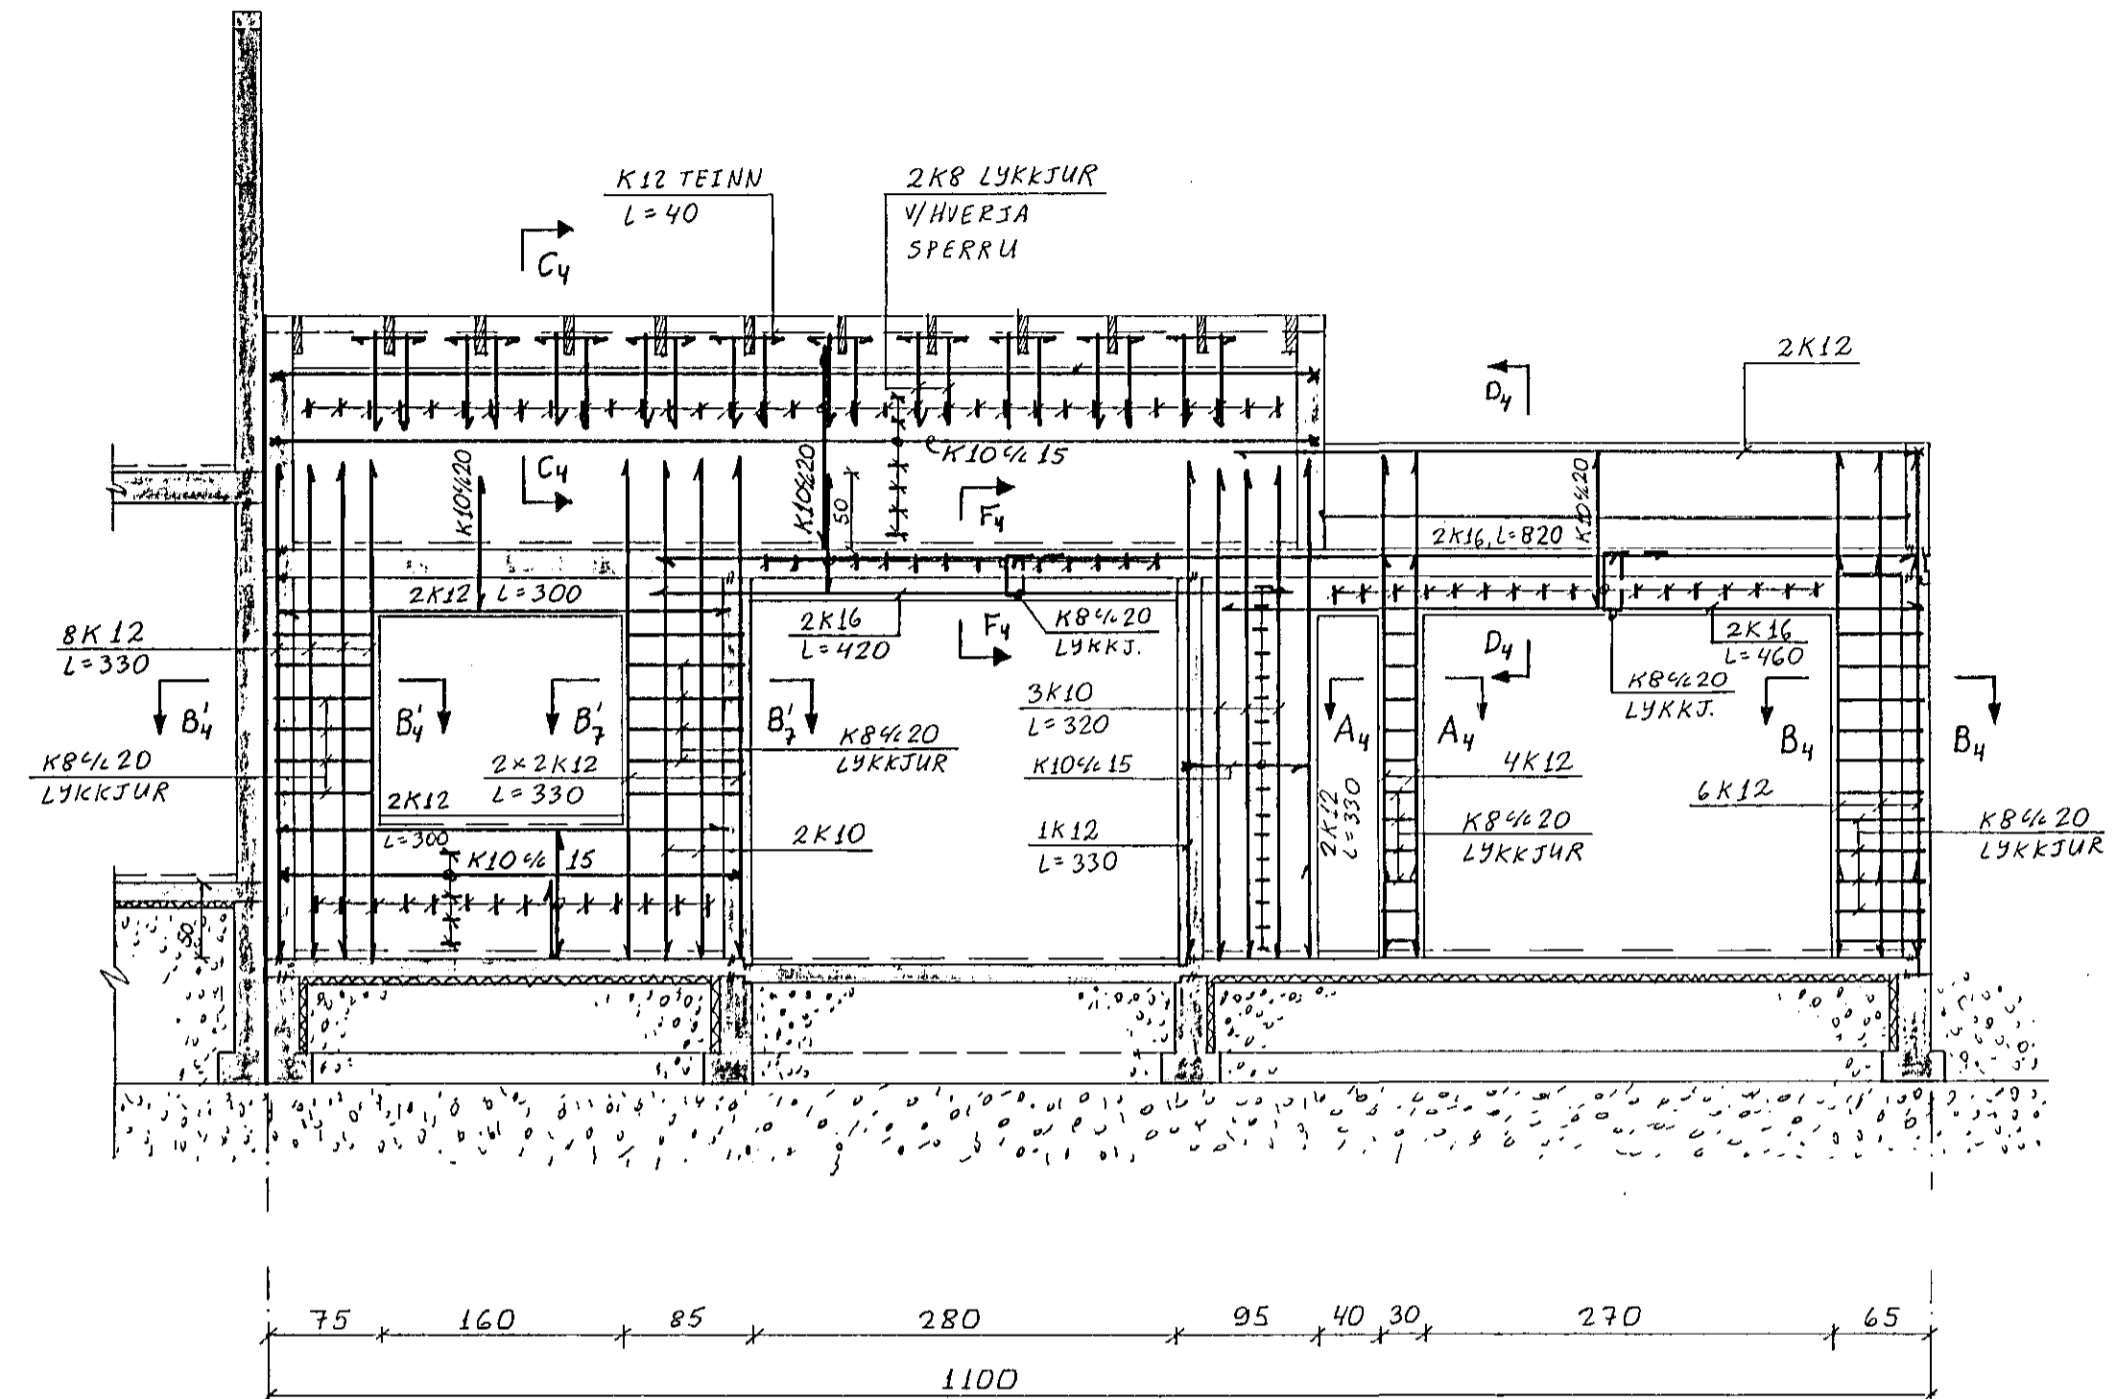 K12 TEINN
L=40
2K8 LYKKJUR
V/HVERJA
SPERRU
C4
2K12
D4
C4
K10 c/c 20
K10 c/c 20
50
K10 c/c 15
F4
K10 c/c 20
2K16, L=820
2K12 L=300
8K12
L=330
2K16
L=420
F4
K8 c/c 20
LYKKJ.
D4
2K16
L=460
K8 c/c 20
LYKKJ.
B'4
B'4
B'7
B'7
3K10
L=320
A4
A4
B4
B4
K8 c/c 20
LYKKJUR
2x2K12
L=330
K8 c/c 20
LYKKJUR
K10 c/c 15
4K12
6K12
2K12
L=300
2K10
1K12
L=330
2K12
L=330
K8 c/c 20
LYKKJUR
K8 c/c 20
LYKKJUR
K10 c/c 15
50
75 160 85 280 95 40 30 270 65
1100